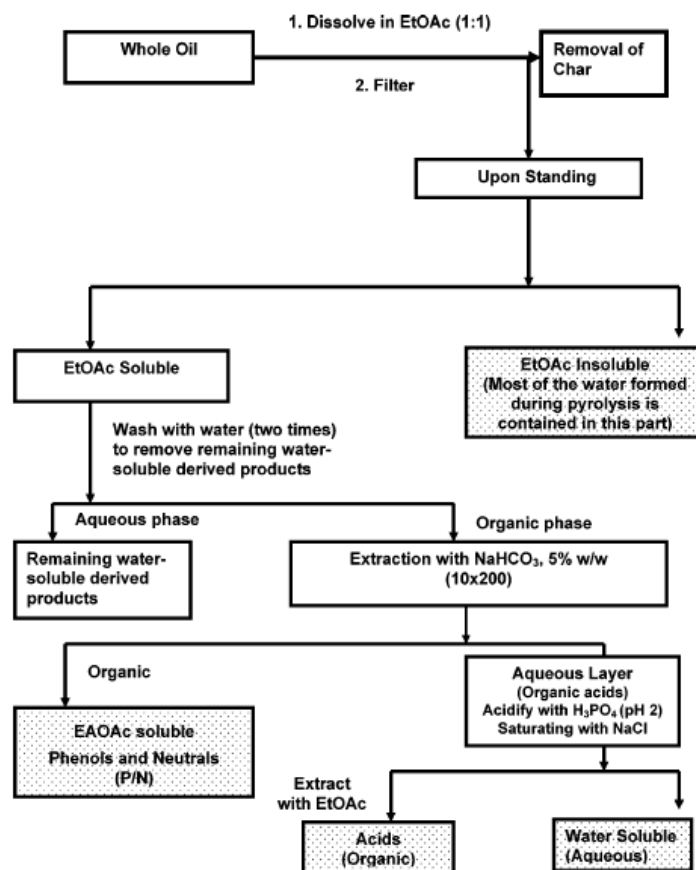 1. Dissolve in EtOAc (1:1)
Whole Oil
Removal of
Char
2. Filter
Upon Standing
EtOAc Soluble
EtOAc Insoluble
(Most of the water formed
during pyrolysis is
contained in this part)
Wash with water (two times)
to remove remaining water-
soluble derived products
Aqueous phase
Organic phase
Remaining water-
soluble derived
products
Extraction with NaHCO₃, 5% w/w
(10x200)
Organic
Aqueous Layer
(Organic acids)
Acidify with H₃PO₄ (pH 2)
Saturating with NaCl
EAOAc soluble
Phenols and Neutrals
(P/N)
Extract
with EtOAc
Acids
(Organic)
Water Soluble
(Aqueous)